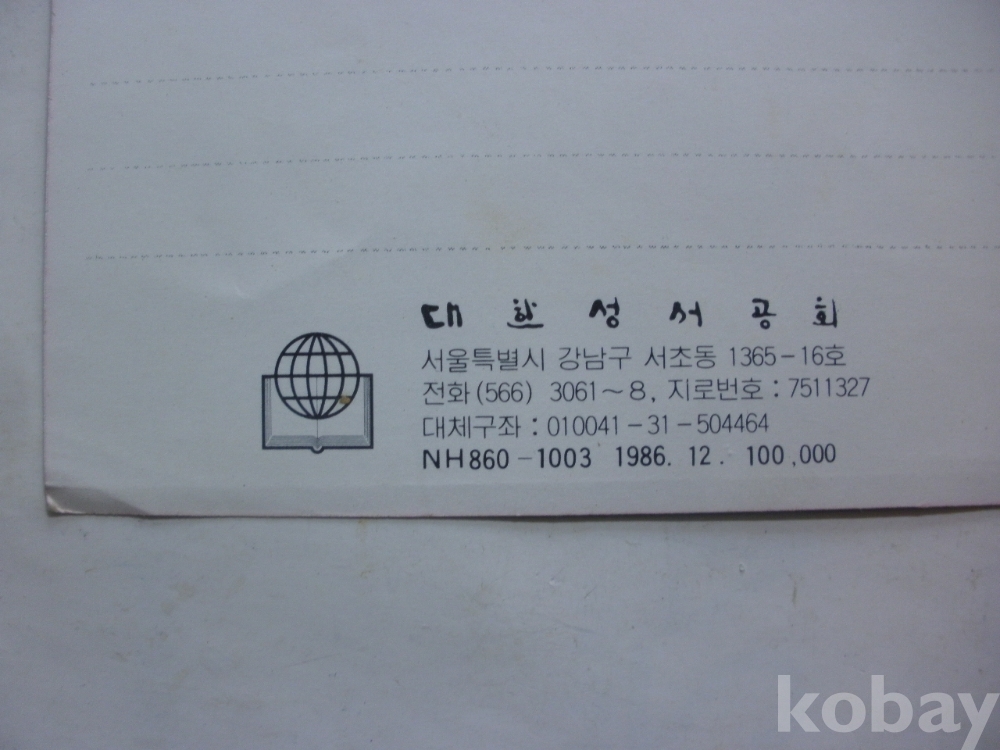 대한성서공회
서울특별시 강남구 서초동 1365-16호
전화(566) 3061~8, 지로번호 : 7511327
대체구좌 : 010041-31-504464
NH860-1003 1986. 12. 100,000
kobay